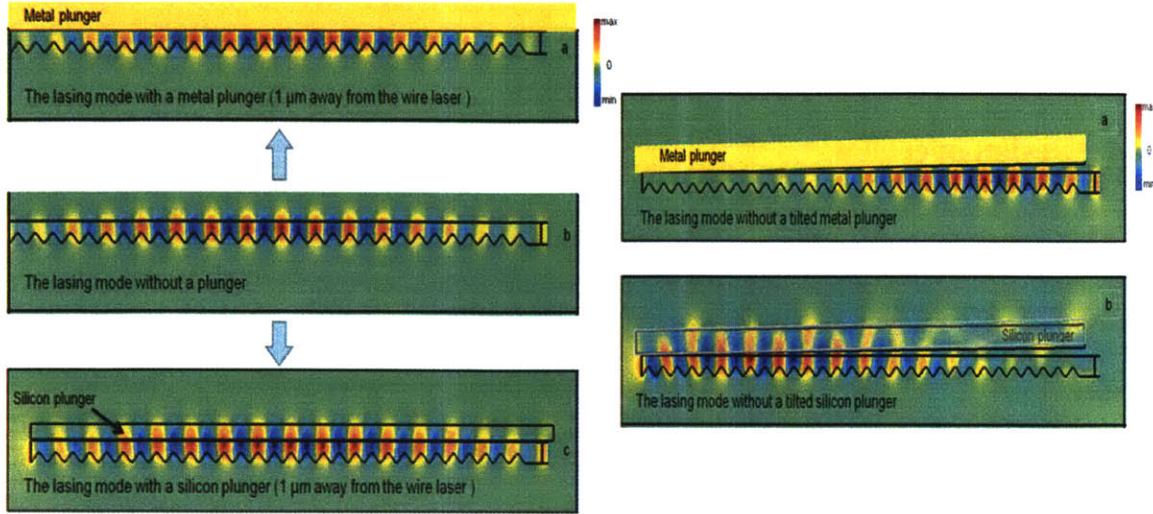 Metal plunger
a
The lasing mode with a metal plunger (1 µm away from the wire laser )
max
0
min
b
The lasing mode without a plunger
Silicon plunger
c
The lasing mode with a silicon plunger (1 µm away from the wire laser )
a
Metal plunger
The lasing mode without a tilted metal plunger
0
b
Silicon plunger
The lasing mode without a tilted silicon plunger